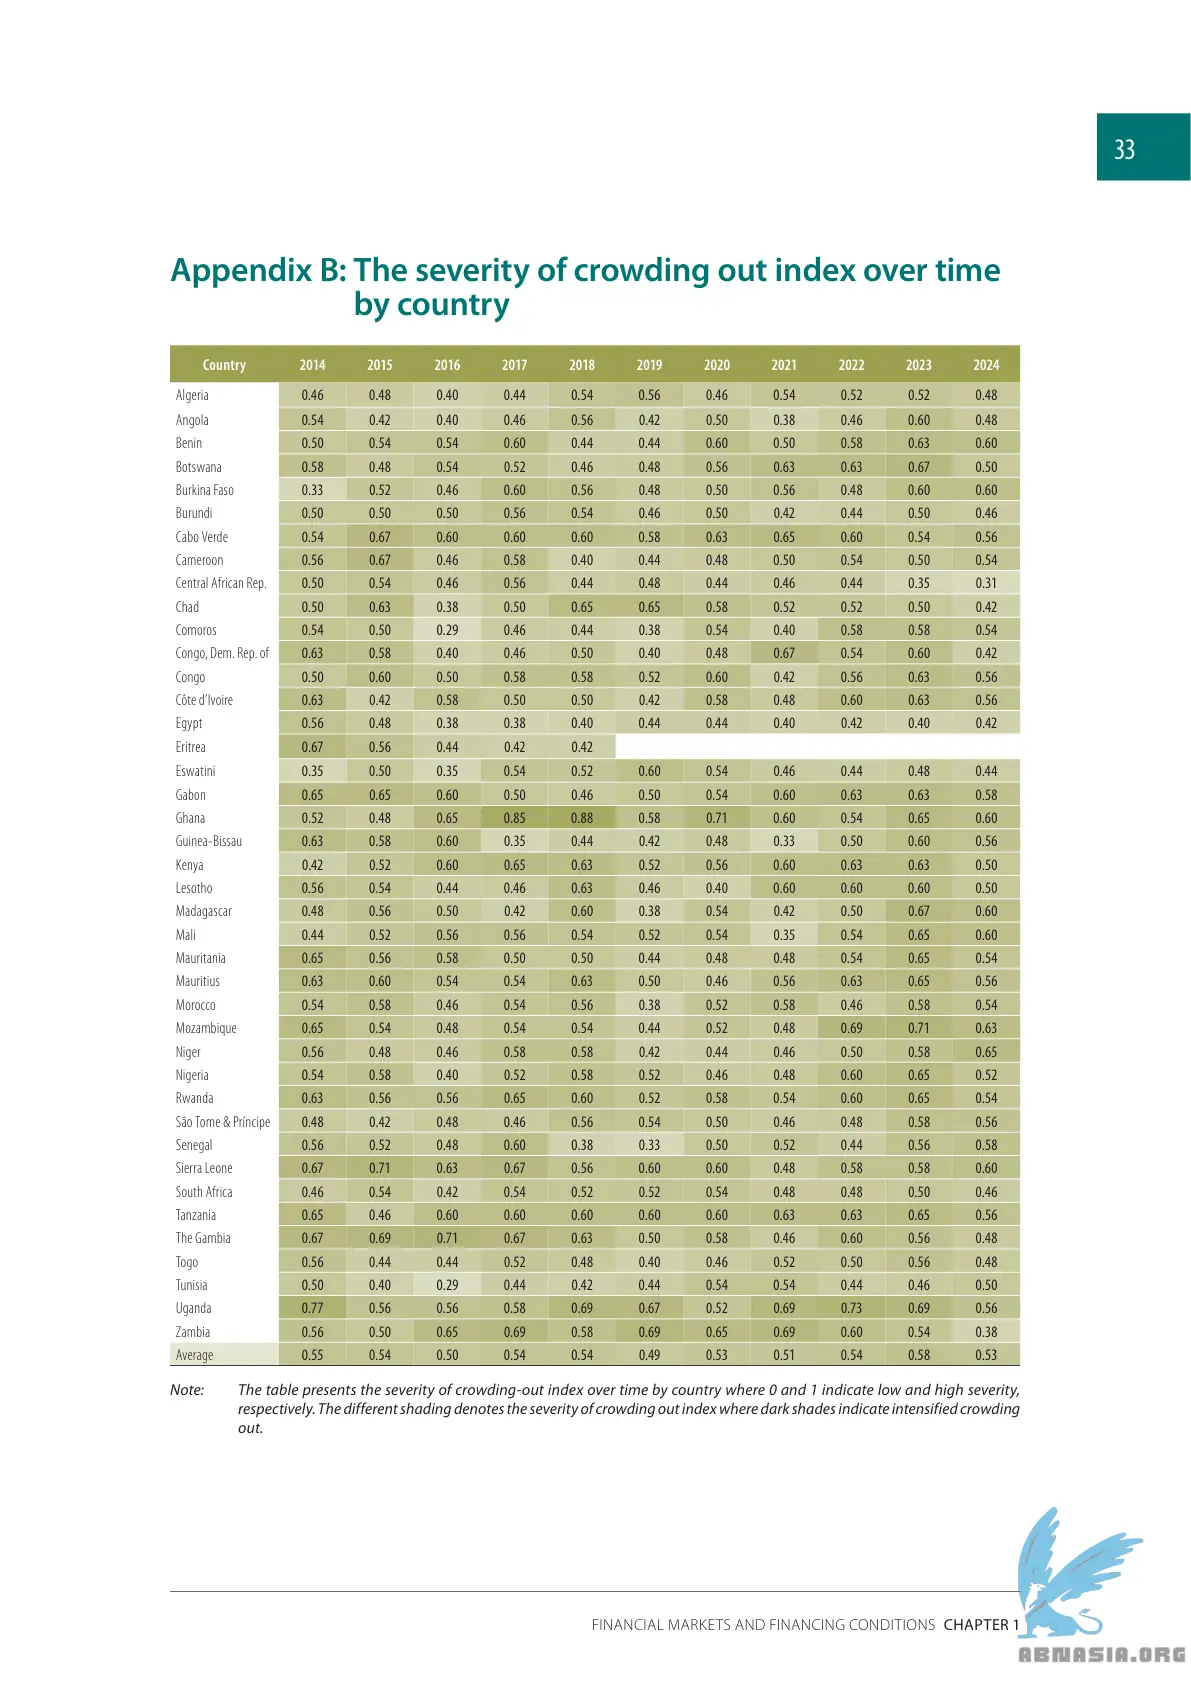 33
Appendix B: The severity of crowding out index over time
by country
Country 2014 2015 2016 2017 2018 2019 2020 2021 2022 2023 2024
Algeria 0.46 0.48 0.40 0.44 0.54 0.56 0.46 0.54 0.52 0.52 0.48
Angola 0.54 0.42 0.40 0.46 0.56 0.42 0.50 0.38 0.46 0.60 0.48
Benin 0.50 0.54 0.54 0.60 0.44 0.44 0.60 0.50 0.58 0.63 0.60
Botswana 0.58 0.48 0.54 0.52 0.46 0.48 0.56 0.63 0.63 0.67 0.50
Burkina Faso 0.33 0.52 0.46 0.60 0.56 0.48 0.50 0.56 0.48 0.60 0.60
Burundi 0.50 0.50 0.50 0.56 0.54 0.46 0.50 0.42 0.44 0.50 0.46
Cabo Verde 0.54 0.67 0.60 0.60 0.60 0.58 0.63 0.65 0.60 0.54 0.56
Cameroon 0.56 0.67 0.46 0.58 0.40 0.44 0.48 0.50 0.54 0.50 0.54
Central African Rep. 0.50 0.54 0.46 0.56 0.44 0.48 0.44 0.46 0.44 0.35 0.31
Chad 0.50 0.63 0.38 0.50 0.65 0.65 0.58 0.52 0.52 0.50 0.42
Comoros 0.54 0.50 0.29 0.46 0.44 0.38 0.54 0.40 0.58 0.58 0.54
Congo, Dem. Rep. of 0.63 0.58 0.40 0.46 0.50 0.40 0.48 0.67 0.54 0.60 0.42
Congo 0.50 0.60 0.50 0.58 0.58 0.52 0.60 0.42 0.56 0.63 0.56
Côte d’Ivoire 0.63 0.42 0.58 0.50 0.50 0.42 0.58 0.48 0.60 0.63 0.56
Egypt 0.56 0.48 0.38 0.38 0.40 0.44 0.44 0.40 0.42 0.40 0.42
Eritrea 0.67 0.56 0.44 0.42 0.42
Eswatini 0.35 0.50 0.35 0.54 0.52 0.60 0.54 0.46 0.44 0.48 0.44
Gabon 0.65 0.65 0.60 0.50 0.46 0.50 0.54 0.60 0.63 0.63 0.58
Ghana 0.52 0.48 0.65 0.85 0.88 0.58 0.71 0.60 0.54 0.65 0.60
Guinea-Bissau 0.63 0.58 0.60 0.35 0.44 0.42 0.48 0.33 0.50 0.60 0.56
Kenya 0.42 0.52 0.60 0.65 0.63 0.52 0.56 0.60 0.63 0.63 0.50
Lesotho 0.56 0.54 0.44 0.46 0.63 0.46 0.40 0.60 0.60 0.60 0.50
Madagascar 0.48 0.56 0.50 0.42 0.60 0.38 0.54 0.42 0.50 0.67 0.60
Mali 0.44 0.52 0.56 0.56 0.54 0.52 0.54 0.35 0.54 0.65 0.60
Mauritania 0.65 0.56 0.58 0.50 0.50 0.44 0.48 0.48 0.54 0.65 0.54
Mauritius 0.63 0.60 0.54 0.54 0.63 0.50 0.46 0.56 0.63 0.65 0.56
Morocco 0.54 0.58 0.46 0.54 0.56 0.38 0.52 0.58 0.46 0.58 0.54
Mozambique 0.65 0.54 0.48 0.54 0.54 0.44 0.52 0.48 0.69 0.71 0.63
Niger 0.56 0.48 0.46 0.58 0.58 0.42 0.44 0.46 0.50 0.58 0.65
Nigeria 0.54 0.58 0.40 0.52 0.58 0.52 0.46 0.48 0.60 0.65 0.52
Rwanda 0.63 0.56 0.56 0.65 0.60 0.52 0.58 0.54 0.60 0.65 0.54
São Tome & Príncipe 0.48 0.42 0.48 0.46 0.56 0.54 0.50 0.46 0.48 0.58 0.56
Senegal 0.56 0.52 0.48 0.60 0.38 0.33 0.50 0.52 0.44 0.56 0.58
Sierra Leone 0.67 0.71 0.63 0.67 0.56 0.60 0.60 0.48 0.58 0.58 0.60
South Africa 0.46 0.54 0.42 0.54 0.52 0.52 0.54 0.48 0.48 0.50 0.46
Tanzania 0.65 0.46 0.60 0.60 0.60 0.60 0.60 0.63 0.63 0.65 0.56
The Gambia 0.67 0.69 0.71 0.67 0.63 0.50 0.58 0.46 0.60 0.56 0.48
Togo 0.56 0.44 0.44 0.52 0.48 0.40 0.46 0.52 0.50 0.56 0.48
Tunisia 0.50 0.40 0.29 0.44 0.42 0.44 0.54 0.54 0.44 0.46 0.50
Uganda 0.77 0.56 0.56 0.58 0.69 0.67 0.52 0.69 0.73 0.69 0.56
Zambia 0.56 0.50 0.65 0.69 0.58 0.69 0.65 0.69 0.60 0.54 0.38
Average 0.55 0.54 0.50 0.54 0.54 0.49 0.53 0.51 0.54 0.58 0.53
Note: The table presents the severity of crowding-out index over time by country where 0 and 1 indicate low and high severity,
respectively. The different shading denotes the severity of crowding out index where dark shades indicate intensified crowding
out.
FINANCIAL MARKETS AND FINANCING CONDITIONS CHAPTER 1
ABNASIA.ORG